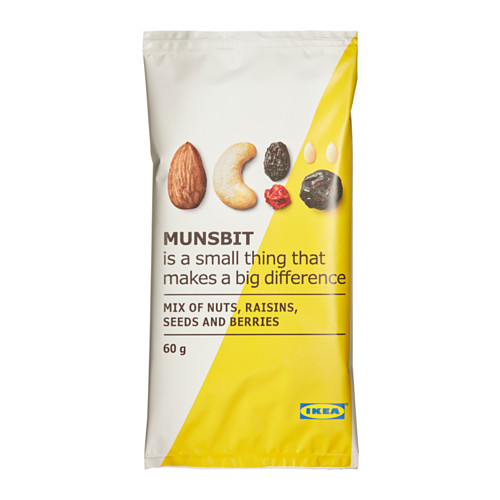 MUNSBIT
is a small thing that
makes a big difference
MIX OF NUTS, RAISINS,
SEEDS AND BERRIES
60 g
IKEA